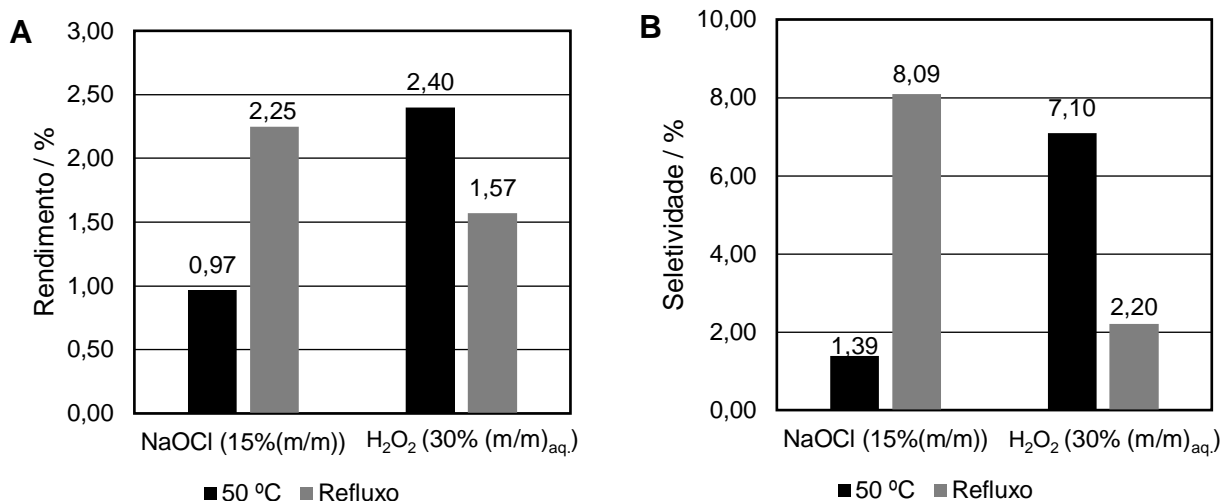 A
Rendimento / %
3,00
2,50
2,00
1,50
1,00
0,50
0,00
0,97
2,25
2,40
1,57
NaOCl (15%(m/m))
H₂O₂ (30% (m/m)aq.)
50 ºC
Refluxo
B
Seletividade / %
10,00
8,00
6,00
4,00
2,00
0,00
1,39
8,09
7,10
2,20
NaOCl (15%(m/m))
H₂O₂ (30% (m/m)aq.)
50 ºC
Refluxo